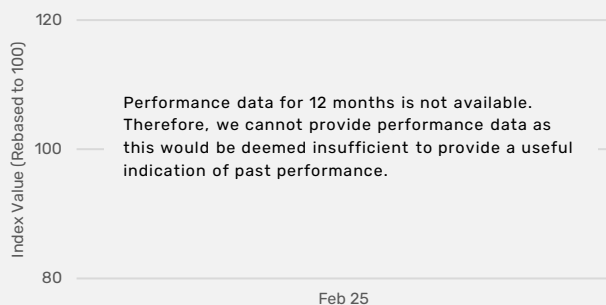 120
Index Value (Rebased to 100)
Performance data for 12 months is not available.
Therefore, we cannot provide performance data as
100
this would be deemed insufficient to provide a useful
indication of past performance.
80
Feb 25